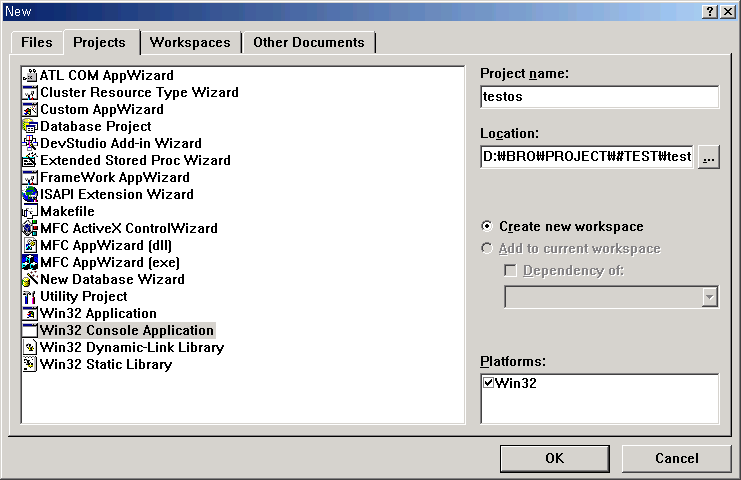 New
Files
Projects
Workspaces
Other Documents
ATL COM AppWizard
Cluster Resource Type Wizard
Custom AppWizard
Database Project
DevStudio Add-in Wizard
Extended Stored Proc Wizard
FrameWork AppWizard
ISAPI Extension Wizard
Makefile
MFC ActiveX ControlWizard
MFC AppWizard (dll)
MFC AppWizard (exe)
New Database Wizard
Utility Project
Win32 Application
Win32 Console Application
Win32 Dynamic-Link Library
Win32 Static Library
Project name:
testos
Location:
D:₩BRO₩PROJECT₩#TEST₩test
...
Create new workspace
Add to current workspace
Dependency of:
Platforms:
Win32
OK
Cancel